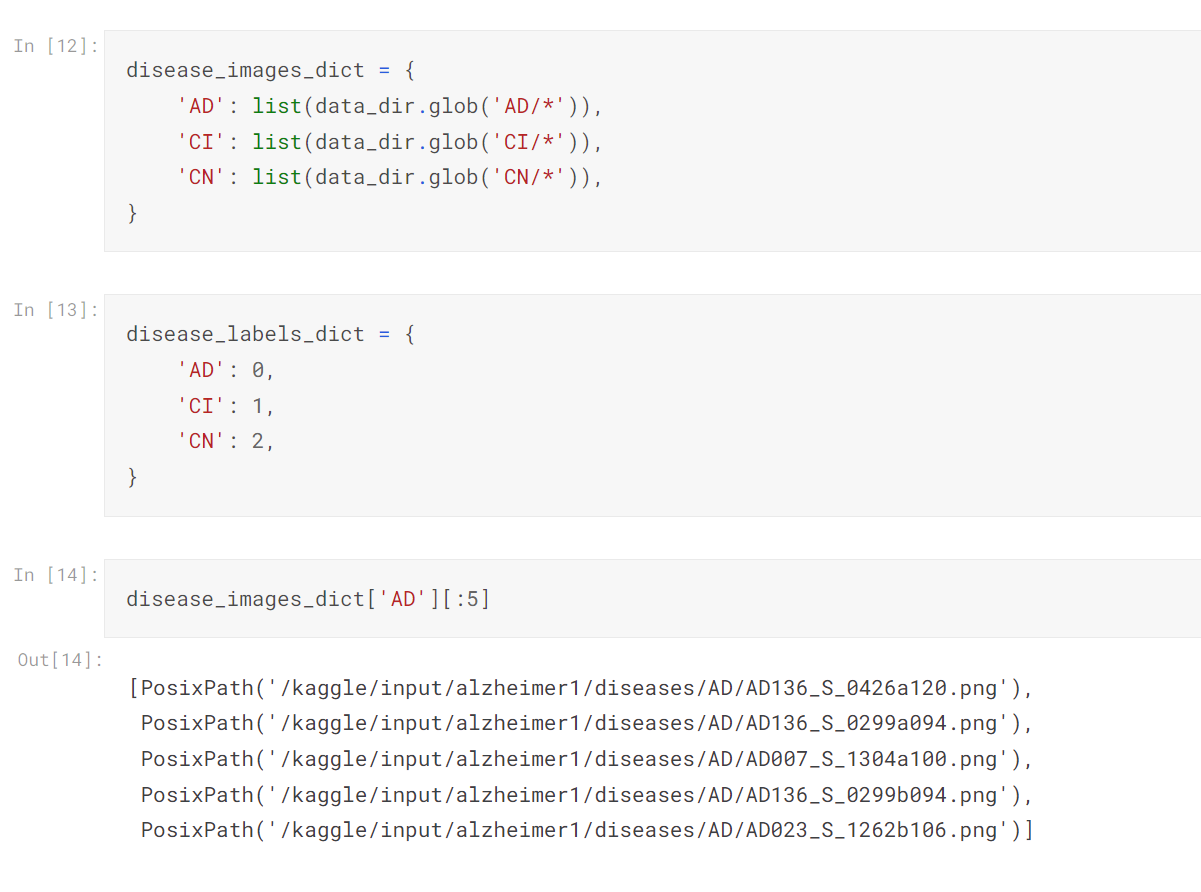 In [12]:
disease_images_dict = {
    'AD': list(data_dir.glob('AD/*')),
    'CI': list(data_dir.glob('CI/*')),
    'CN': list(data_dir.glob('CN/*')),
}
In [13]:
disease_labels_dict = {
    'AD': 0,
    'CI': 1,
    'CN': 2,
}
In [14]:
disease_images_dict['AD'][:5]
Out[14]:
[PosixPath('/kaggle/input/alzheimer1/diseases/AD/AD136_S_0426a120.png'),
 PosixPath('/kaggle/input/alzheimer1/diseases/AD/AD136_S_0299a094.png'),
 PosixPath('/kaggle/input/alzheimer1/diseases/AD/AD007_S_1304a100.png'),
 PosixPath('/kaggle/input/alzheimer1/diseases/AD/AD136_S_0299b094.png'),
 PosixPath('/kaggle/input/alzheimer1/diseases/AD/AD023_S_1262b106.png')]